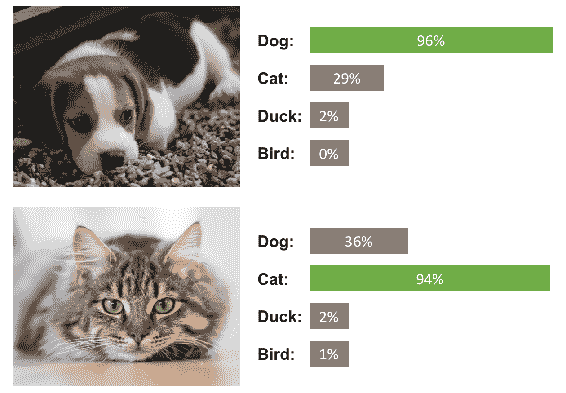 Dog: 96%
Cat: 29%
Duck: 2%
Bird: 0%
Dog: 36%
Cat: 94%
Duck: 2%
Bird: 1%